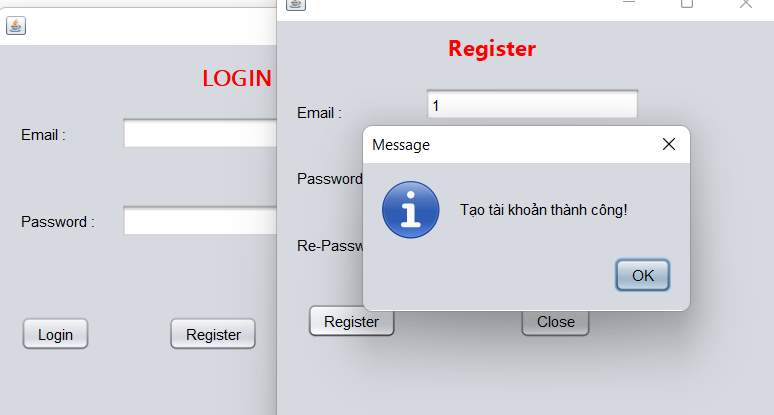 LOGIN
Email :
Password :
Login
Register
Register
Email :
1
Password
Re-Passw
Register
Close
Message
Tạo tài khoản thành công!
OK